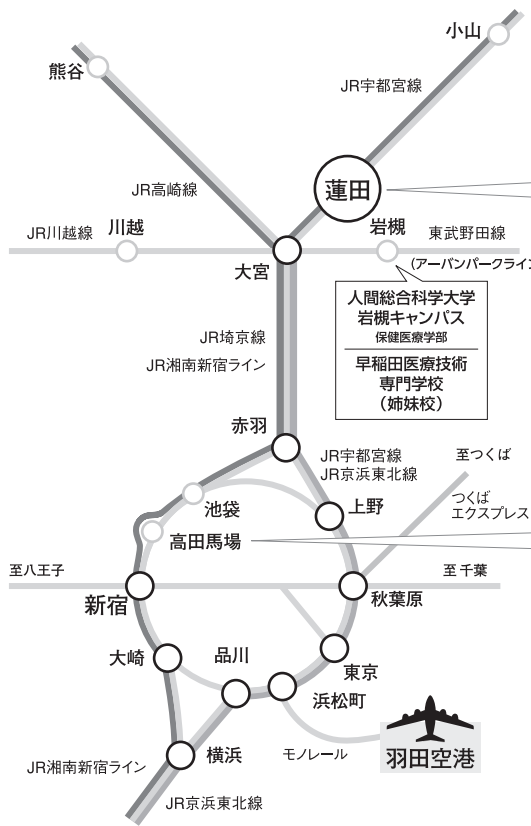 小山
熊谷
JR宇都宮線
蓮田
JR高崎線
JR川越線
川越
岩槻
東武野田線
(アーバンパークライン
大宮
人間総合科学大学
岩槻キャンパス
保健医療学部
早稲田医療技術
専門学校
(姉妹校)
JR埼京線
JR湘南新宿ライン
赤羽
JR宇都宮線
JR京浜東北線
至つくば
つくば
エクスプレス
池袋
上野
高田馬場
至八王子
至千葉
新宿
秋葉原
大崎
品川
東京
浜松町
羽田空港
横浜
モノレール
JR湘南新宿ライン
JR京浜東北線